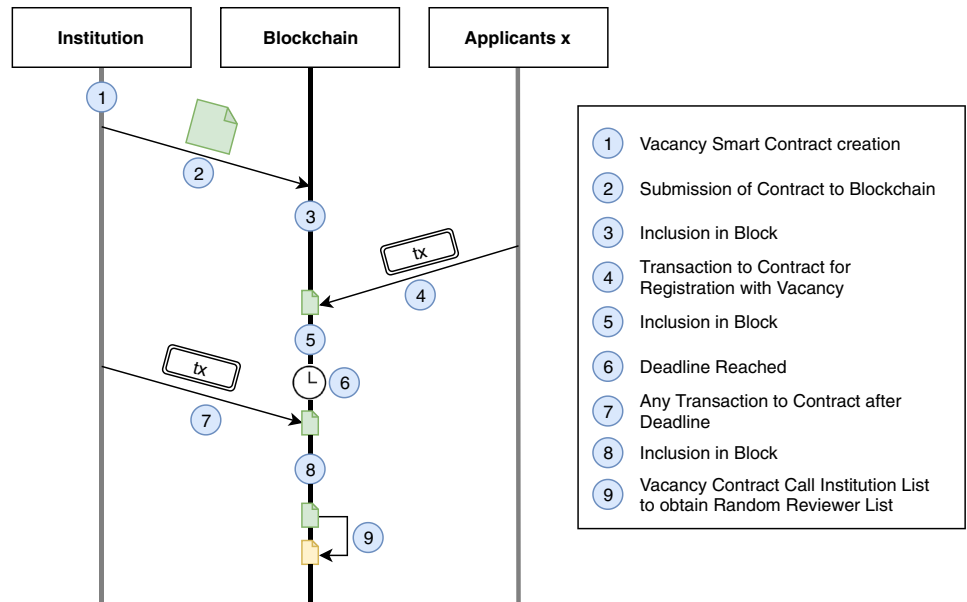 Institution
Blockchain
Applicants x
1
2
3
tx
4
5
6
tx
7
8
9
1 Vacancy Smart Contract creation
2 Submission of Contract to Blockchain
3 Inclusion in Block
4 Transaction to Contract for
Registration with Vacancy
5 Inclusion in Block
6 Deadline Reached
7 Any Transaction to Contract after
Deadline
8 Inclusion in Block
9 Vacancy Contract Call Institution List
to obtain Random Reviewer List